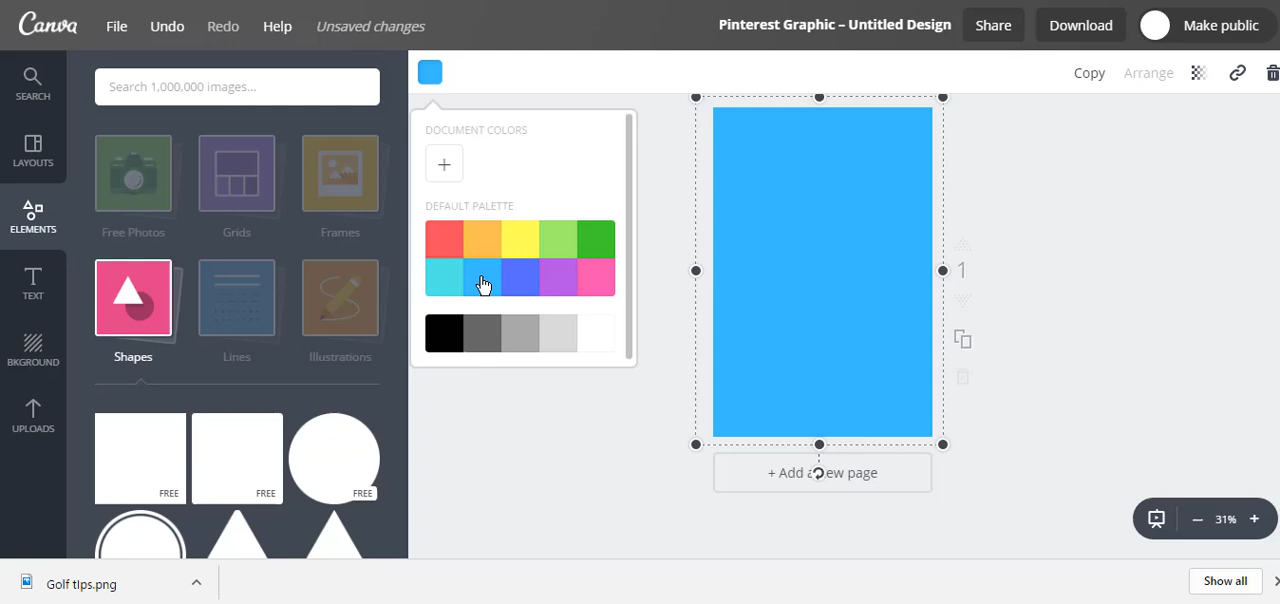 Canva File Undo Redo Help Unsaved changes Pinterest Graphic – Untitled Design Share Download Make public
SEARCH
LAYOUTS
ELEMENTS
TEXT
BKGROUND
UPLOADS
Search 1,000,000 images...
Free Photos Grids Frames
Shapes Lines Illustrations
FREE FREE FREE
Copy Arrange
DOCUMENT COLORS
+
DEFAULT PALETTE
1
+ Add a new page
31%
Golf tIps.png
Show all